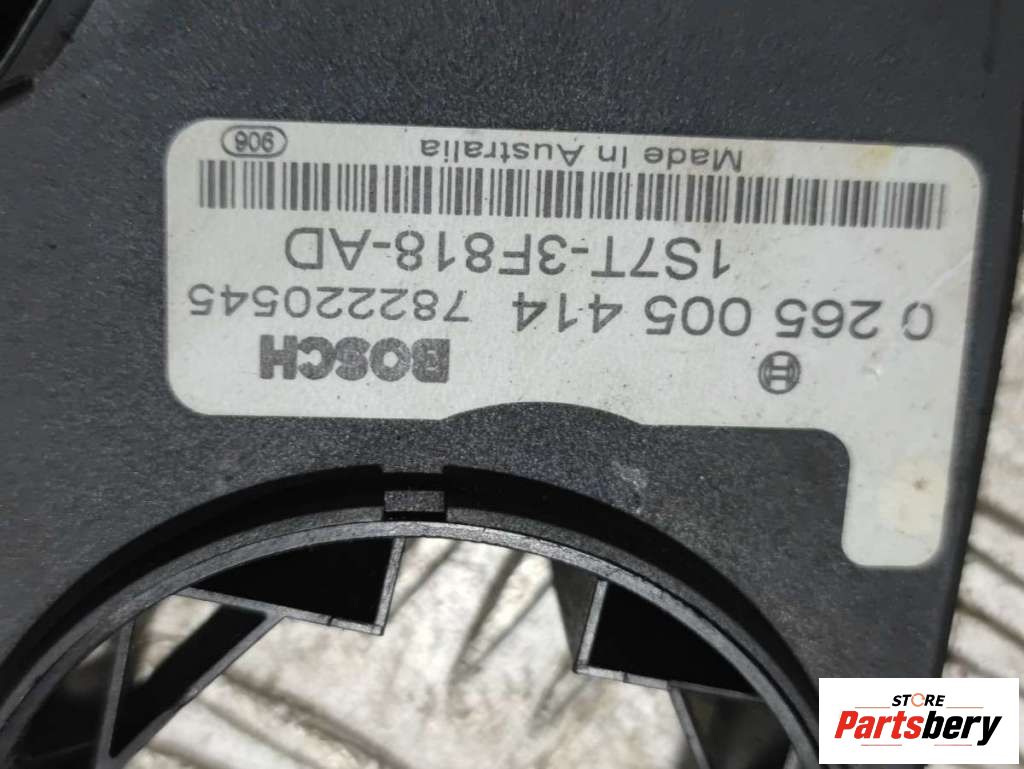 BOSCH
0 265 005 414 782220545
1S7T-3F818-AD
Made In Australia 906
STORE
Partsbery